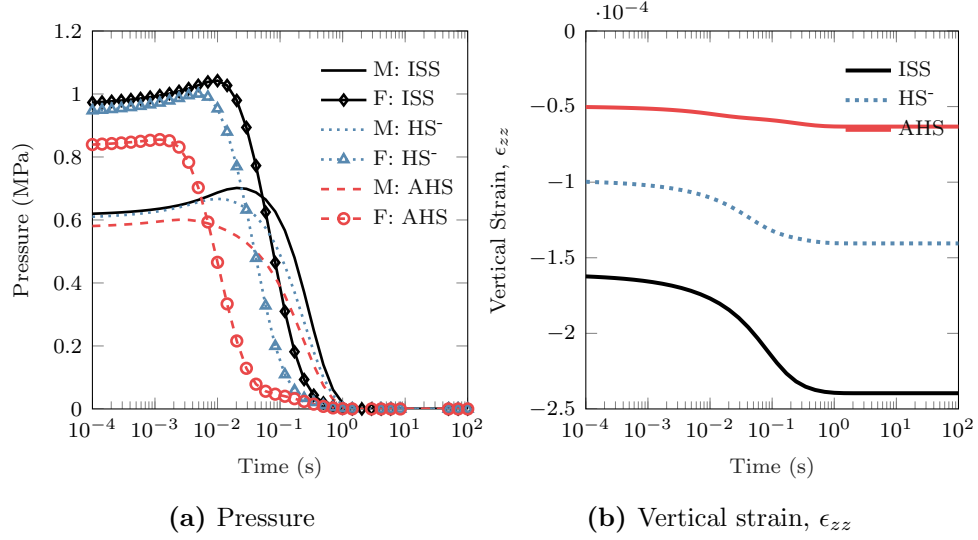 ·10⁻⁴
1.2
1
0.8
0.6
0.4
0.2
0
Pressure (MPa)
M: ISS
F: ISS
M: HS⁻
F: HS⁻
M: AHS
F: AHS
10⁻⁴ 10⁻³ 10⁻² 10⁻¹ 10⁰ 10¹ 10²
Time (s)
(a) Pressure
0
−0.5
−1
−1.5
−2
−2.5
Vertical Strain, ϵzz
ISS
HS⁻
AHS
10⁻⁴ 10⁻³ 10⁻² 10⁻¹ 10⁰ 10¹ 10²
Time (s)
(b) Vertical strain, ϵzz